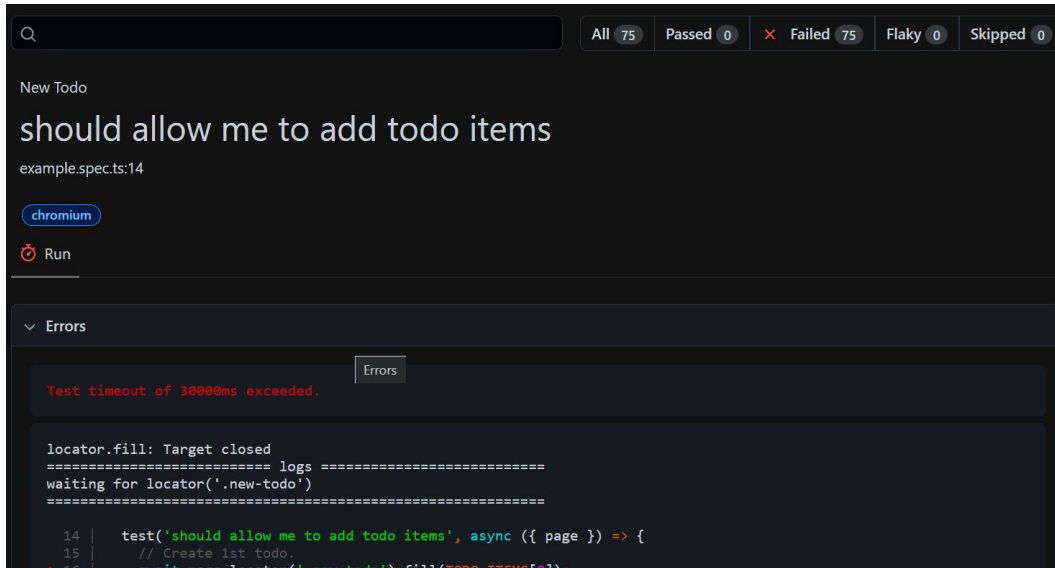 All 75 Passed 0 × Failed 75 Flaky 0 Skipped 0
New Todo
should allow me to add todo items
example.spec.ts:14
chromium
Run
Errors
Errors
Test timeout of 30000ms exceeded.
locator.fill: Target closed
=========================== logs ===========================
waiting for locator('.new-todo')
============================================================
14 | test('should allow me to add todo items', async ({ page }) => {
15 | // Create 1st todo.